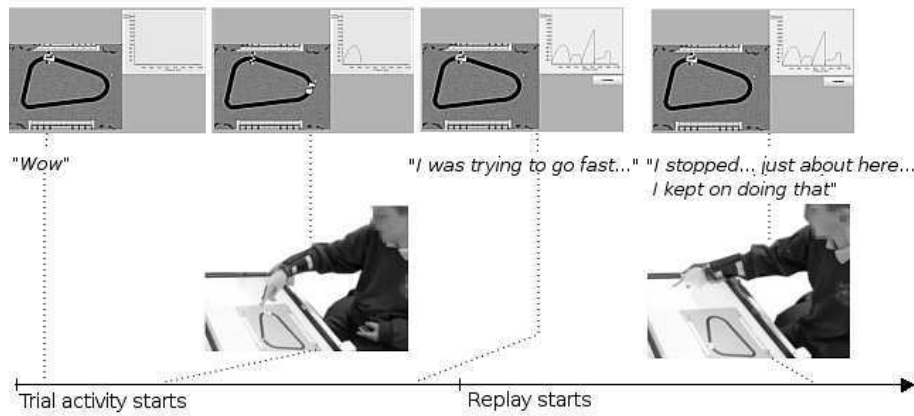 "Wow"
"I was trying to go fast..."
"I stopped... just about here...
I kept on doing that"
Trial activity starts
Replay starts